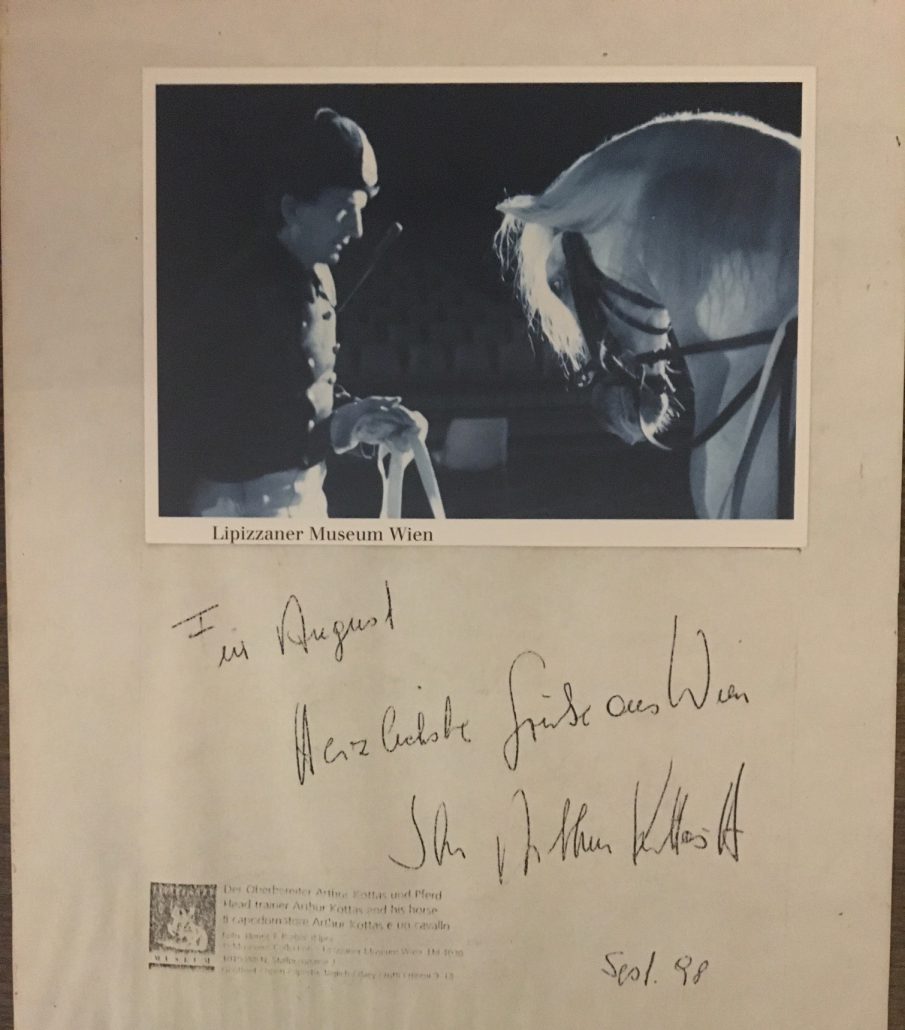 Lipizzaner Museum Wien
Für August
Herzlichste Grüße aus Wien
Ihr Arthur Kottas
Der Oberbereiter Arthur Kottas und Pferd
Head trainer Arthur Kottas and his horse
Il capodomatore Arthur Kottas e un cavallo
MUSEUM
Sept. 98